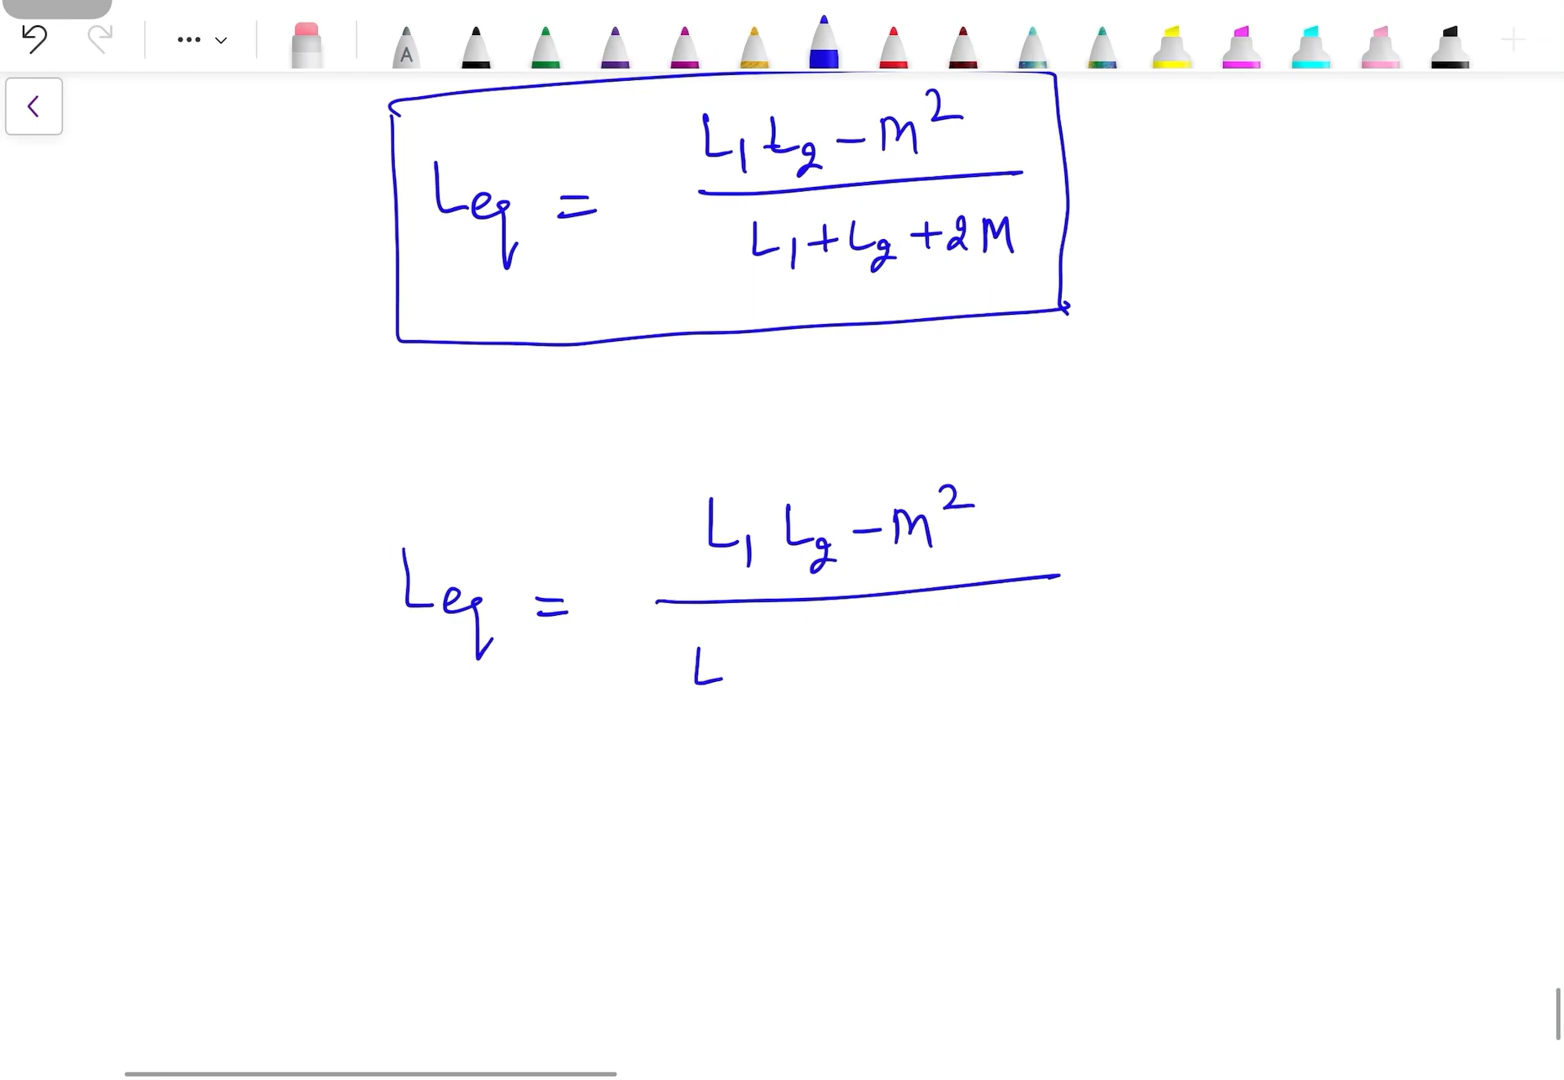 A
Leq = (L₁ L₂ - M²) / (L₁ + L₂ + 2M)
Leq = (L₁ L₂ - M²) / (L